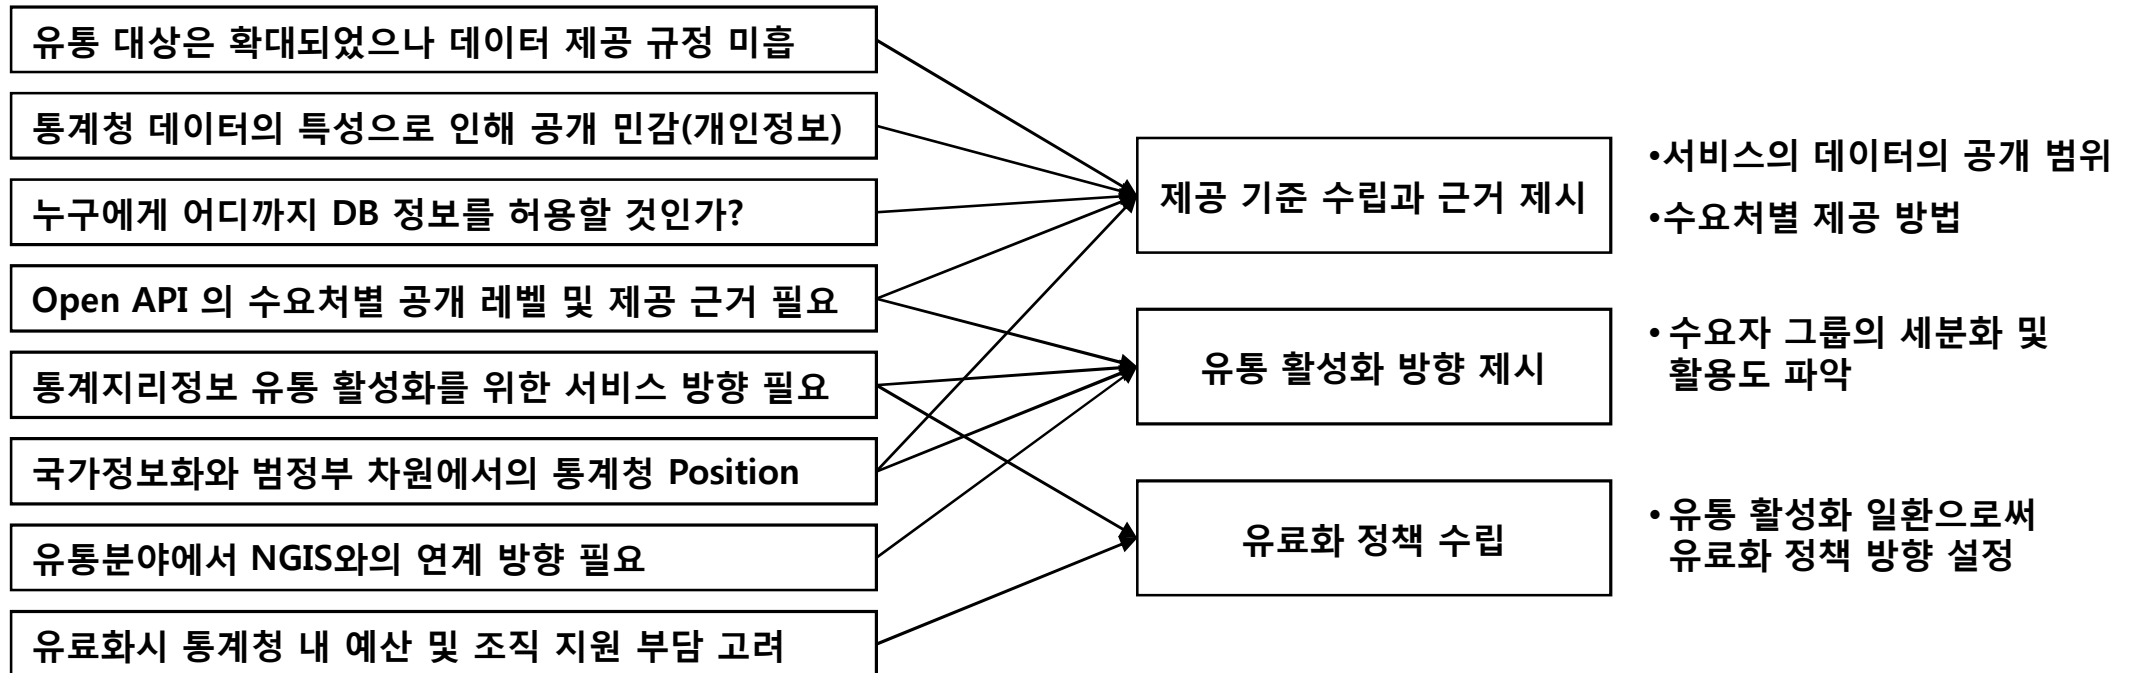 유통 대상은 확대되었으나 데이터 제공 규정 미흡
통계청 데이터의 특성으로 인해 공개 민감(개인정보)
누구에게 어디까지 DB 정보를 허용할 것인가?
Open API 의 수요처별 공개 레벨 및 제공 근거 필요
통계지리정보 유통 활성화를 위한 서비스 방향 필요
국가정보화와 범정부 차원에서의 통계청 Position
유통분야에서 NGIS와의 연계 방향 필요
유료화시 통계청 내 예산 및 조직 지원 부담 고려
제공 기준 수립과 근거 제시
유통 활성화 방향 제시
유료화 정책 수립
•서비스의 데이터의 공개 범위
•수요처별 제공 방법
• 수요자 그룹의 세분화 및
활용도 파악
• 유통 활성화 일환으로써
유료화 정책 방향 설정